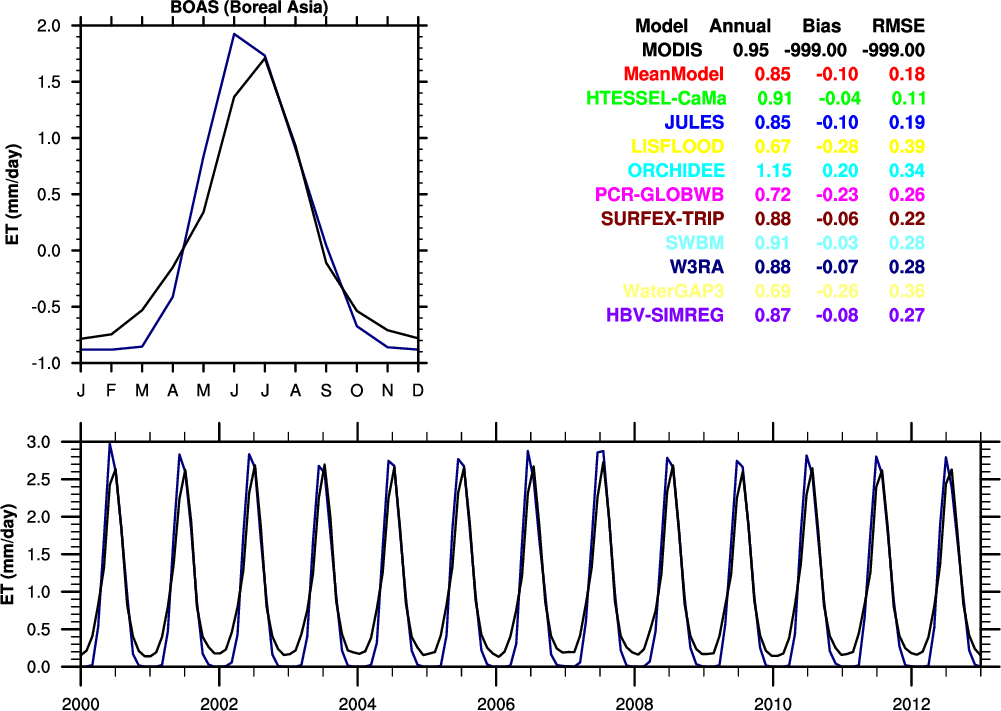 BOAS (Boreal Asia)
2.0
1.5
1.0
0.5
0.0
-0.5
-1.0
ET (mm/day)
J F M A M J J A S O N D
Model Annual Bias RMSE
MODIS 0.95 -999.00 -999.00
MeanModel 0.85 -0.10 0.18
HTESSEL-CaMa 0.91 -0.04 0.11
JULES 0.85 -0.10 0.19
LISFLOOD 0.67 -0.28 0.39
ORCHIDEE 1.15 0.20 0.34
PCR-GLOBWB 0.72 -0.23 0.26
SURFEX-TRIP 0.88 -0.06 0.22
SWBM 0.91 -0.03 0.28
W3RA 0.88 -0.07 0.28
WaterGAP3 0.69 -0.26 0.36
HBV-SIMREG 0.87 -0.08 0.27
3.0
2.5
2.0
1.5
1.0
0.5
0.0
ET (mm/day)
2000 2002 2004 2006 2008 2010 2012